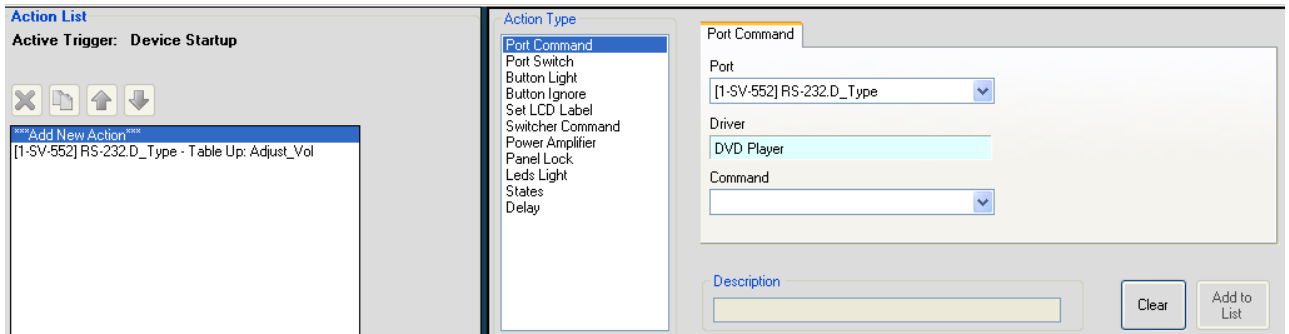 Action List
Active Trigger: Device Startup
***Add New Action***
[1-SV-552] RS-232.D_Type - Table Up: Adjust_Vol
Action Type
Port Command
Port Switch
Button Light
Button Ignore
Set LCD Label
Switcher Command
Power Amplifier
Panel Lock
Leds Light
States
Delay
Port Command
Port
[1-SV-552] RS-232.D_Type
Driver
DVD Player
Command
Description
Clear
Add to
List